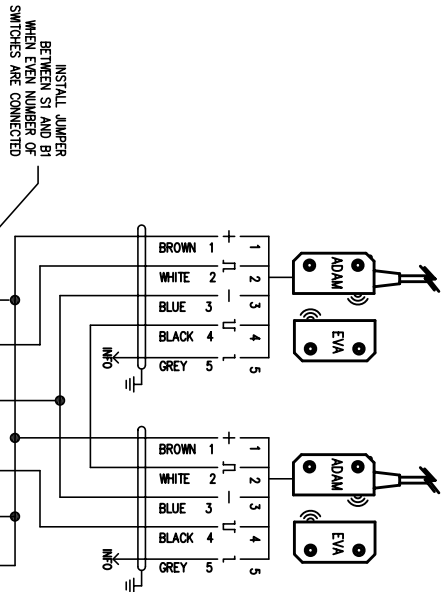 INSTALL JUMPER
BETWEEN S1 AND B1
WHEN EVEN NUMBER OF
SWITCHES ARE CONNECTED
ADAM
EVA
BROWN 1 + 1
WHITE 2 2
BLUE 3 - 3
BLACK 4 4
GREY 5 5
INFO
ADAM
EVA
BROWN 1 + 1
WHITE 2 2
BLUE 3 - 3
BLACK 4 4
GREY 5 5
INFO